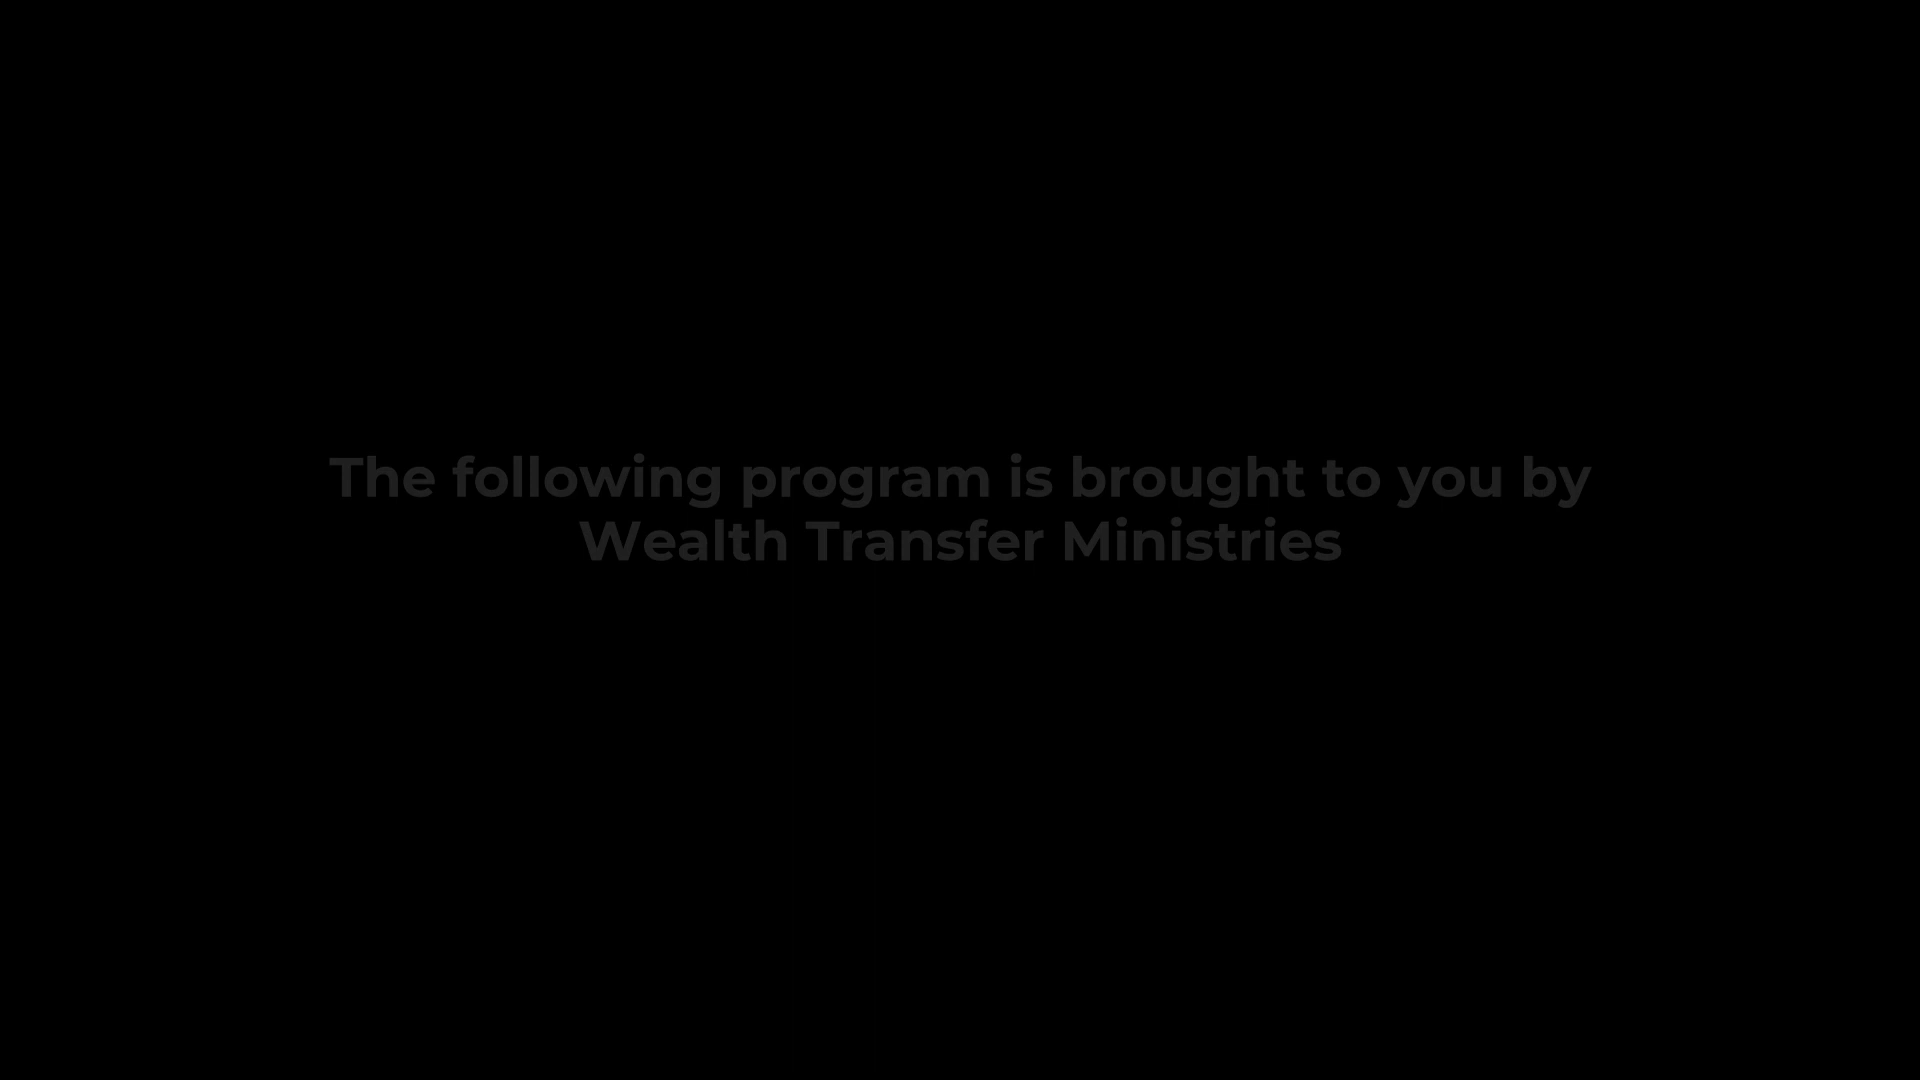 The following program is brought to you by
Wealth Transfer Ministries